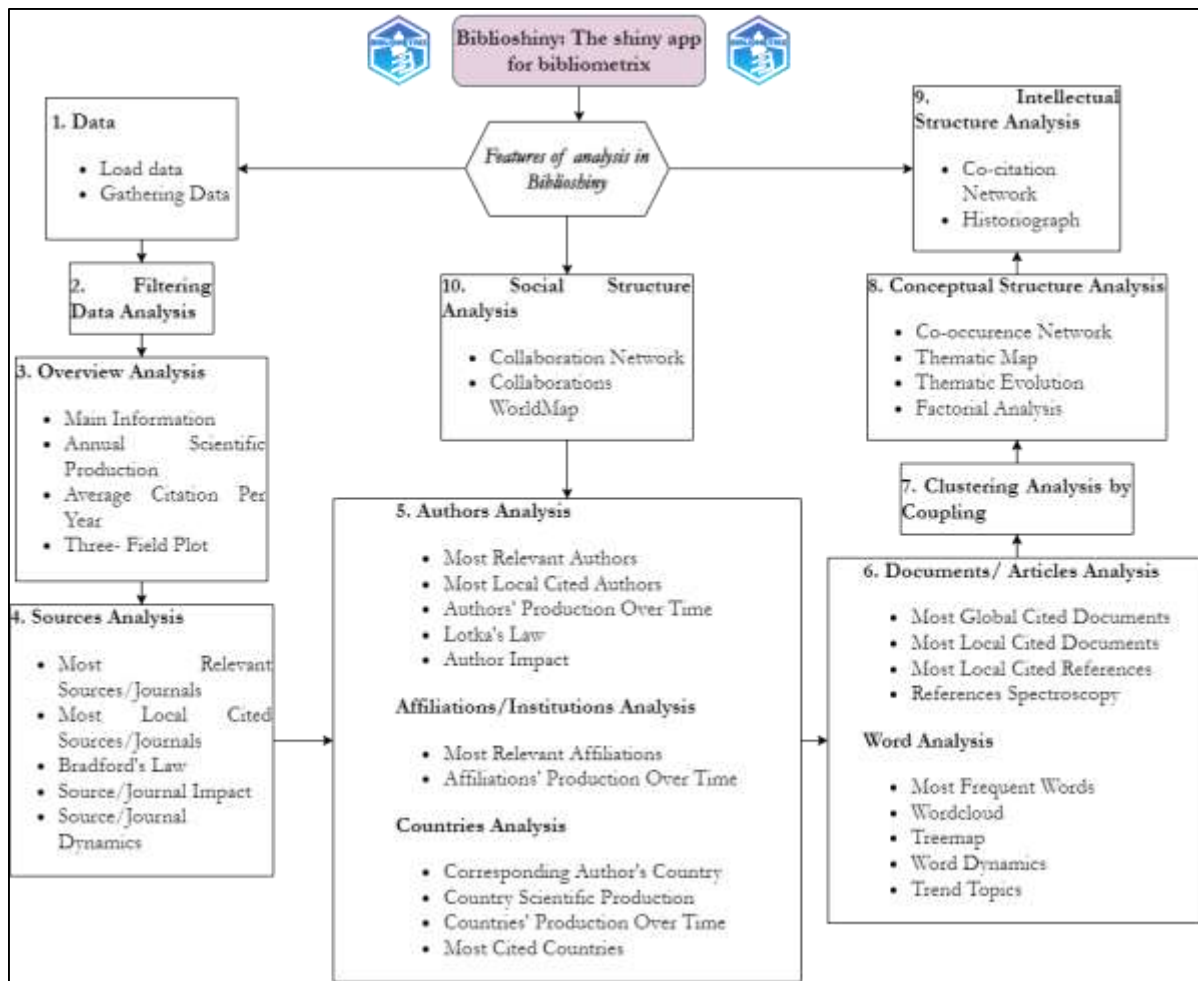 Biblioshiny: The shiny app
for bibliometrix
Features of analysis in
Biblioshiny
1. Data
• Load data
• Gathering Data
2. Filtering
Data Analysis
3. Overview Analysis
• Main Information
• Annual Scientific
Production
• Average Citation Per
Year
• Three- Field Plot
4. Sources Analysis
• Most Relevant
Sources/Journals
• Most Local Cited
Sources/Journals
• Bradford's Law
• Source/Journal Impact
• Source/Journal
Dynamics
10. Social Structure
Analysis
• Collaboration Network
• Collaborations
WorldMap
5. Authors Analysis
• Most Relevant Authors
• Most Local Cited Authors
• Authors' Production Over Time
• Lotka's Law
• Author Impact
Affiliations/Institutions Analysis
• Most Relevant Affiliations
• Affiliations' Production Over Time
Countries Analysis
• Corresponding Author's Country
• Country Scientific Production
• Countries' Production Over Time
• Most Cited Countries
9. Intellectual
Structure Analysis
• Co-citation
Network
• Historiograph
8. Conceptual Structure Analysis
• Co-occurence Network
• Thematic Map
• Thematic Evolution
• Factorial Analysis
7. Clustering Analysis by
Coupling
6. Documents/ Articles Analysis
• Most Global Cited Documents
• Most Local Cited Documents
• Most Local Cited References
• References Spectroscopy
Word Analysis
• Most Frequent Words
• Wordcloud
• Treemap
• Word Dynamics
• Trend Topics